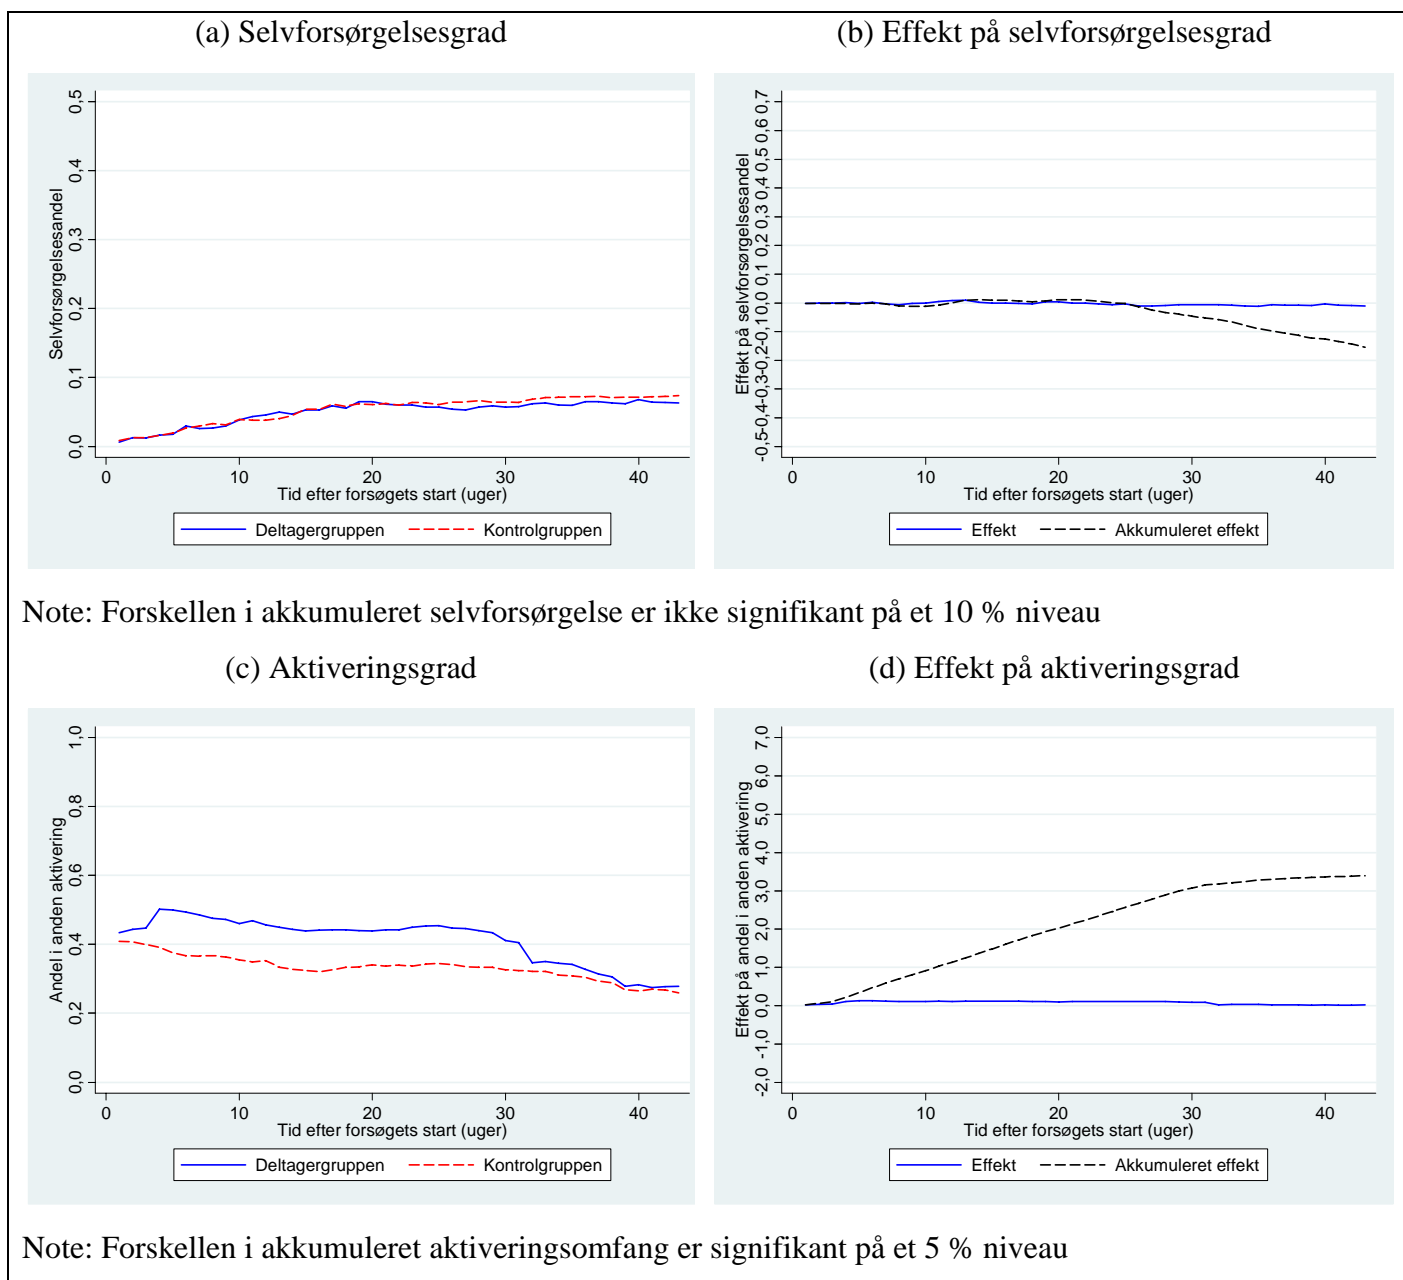 (a) Selvforsørgelsesgrad
(b) Effekt på selvforsørgelsesgrad
Selvforsørgelsesandel
0,0 0,1 0,2 0,3 0,4 0,5
0 10 20 30 40
Tid efter forsøgets start (uger)
Deltagergruppen Kontrolgruppen
Effekt på selvforsørgelsesandel
-0,5 -0,4 -0,3 -0,2 -0,1 0,0 0,1 0,2 0,3 0,4 0,5 0,6 0,7
0 10 20 30 40
Tid efter forsøgets start (uger)
Effekt Akkumuleret effekt
Note: Forskellen i akkumuleret selvforsørgelse er ikke signifikant på et 10 % niveau
(c) Aktiveringsgrad
(d) Effekt på aktiveringsgrad
Andel i anden aktivering
0,0 0,2 0,4 0,6 0,8 1,0
0 10 20 30 40
Tid efter forsøgets start (uger)
Deltagergruppen Kontrolgruppen
Effekt på andel i anden aktivering
-2,0 -1,0 0,0 1,0 2,0 3,0 4,0 5,0 6,0 7,0
0 10 20 30 40
Tid efter forsøgets start (uger)
Effekt Akkumuleret effekt
Note: Forskellen i akkumuleret aktiveringsomfang er signifikant på et 5 % niveau